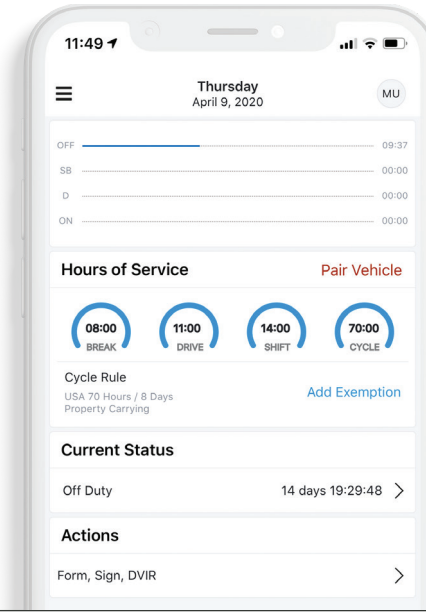 11:49
Thursday
April 9, 2020
MU
OFF 09:37
SB 00:00
D 00:00
ON 00:00
Hours of Service Pair Vehicle
08:00 11:00 14:00 70:00
BREAK DRIVE SHIFT CYCLE
Cycle Rule
USA 70 Hours / 8 Days Add Exemption
Property Carrying
Current Status
Off Duty 14 days 19:29:48
Actions
Form, Sign, DVIR